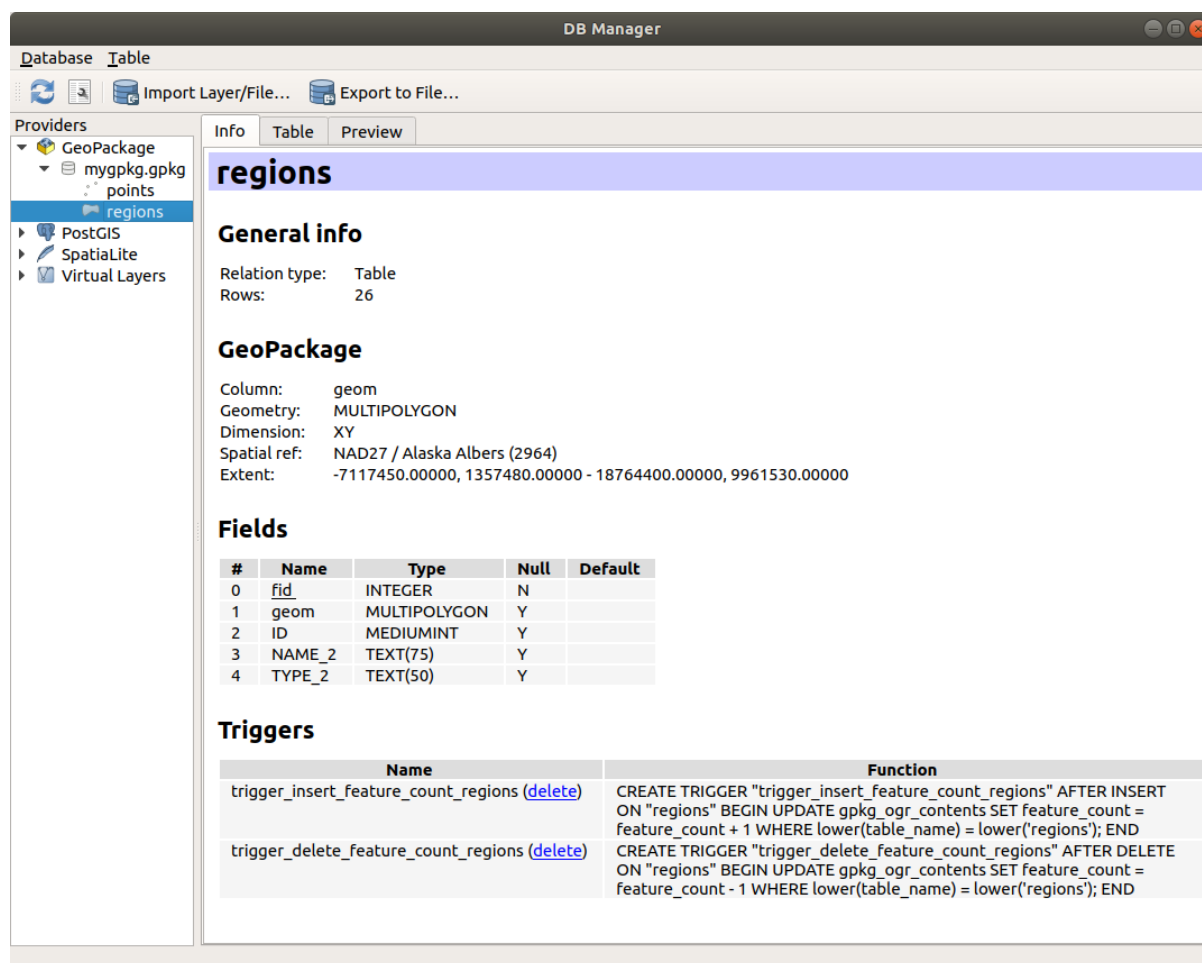 DB Manager
Database Table
Import Layer/File... Export to File...
Providers
GeoPackage
mygpkg.gpkg
points
regions
PostGIS
SpatiaLite
Virtual Layers
Info Table Preview
regions
General info
Relation type: Table
Rows: 26
GeoPackage
Column: geom
Geometry: MULTIPOLYGON
Dimension: XY
Spatial ref: NAD27 / Alaska Albers (2964)
Extent: -7117450.00000, 1357480.00000 - 18764400.00000, 9961530.00000
Fields
# Name Type Null Default
0 fid INTEGER N
1 geom MULTIPOLYGON Y
2 ID MEDIUMINT Y
3 NAME_2 TEXT(75) Y
4 TYPE_2 TEXT(50) Y
Triggers
Name Function
trigger_insert_feature_count_regions (delete) CREATE TRIGGER "trigger_insert_feature_count_regions" AFTER INSERT
ON "regions" BEGIN UPDATE gpkg_ogr_contents SET feature_count =
feature_count + 1 WHERE lower(table_name) = lower('regions'); END
trigger_delete_feature_count_regions (delete) CREATE TRIGGER "trigger_delete_feature_count_regions" AFTER DELETE
ON "regions" BEGIN UPDATE gpkg_ogr_contents SET feature_count =
feature_count - 1 WHERE lower(table_name) = lower('regions'); END